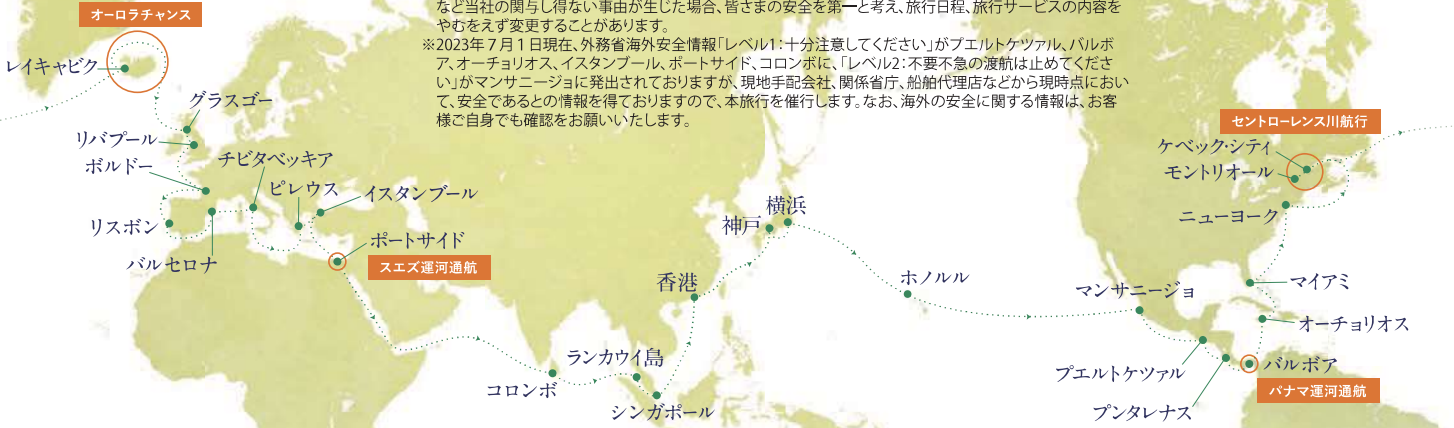 など当社の関与し得ない事由が生じた場合、皆さまの安全を第一と考え、旅行日程、旅行サービスの内容を
やむをえず変更することがあります。
※2023年7月1日現在、外務省海外安全情報「レベル1：十分注意してください」がプエルトケツァル、バルボ
ア、オーチョリオス、イスタンブール、ポートサイド、コロンボに、「レベル2：不要不急の渡航は止めてくださ
い」がマンサニージョに発出されておりますが、現地手配会社、関係省庁、船舶代理店などから現時点におい
て、安全であるとの情報を得ておりますので、本旅行を催行します。なお、海外の安全に関する情報は、お客
様ご自身でも確認をお願いいたします。
オーロラチャンス
レイキャビク
グラスゴー
リバプール
ボルドー
チビタベッキア
ピレウス
イスタンブール
リスボン
バルセロナ
ポートサイド
スエズ運河通航
コロンボ
ランカウイ島
シンガポール
香港
神戸
横浜
ホノルル
マンサニージョ
プエルトケツァル
プンタレナス
バルボア
パナマ運河通航
オーチョリオス
マイアミ
ニューヨーク
モントリオール
ケベック・シティ
セントローレンス川航行